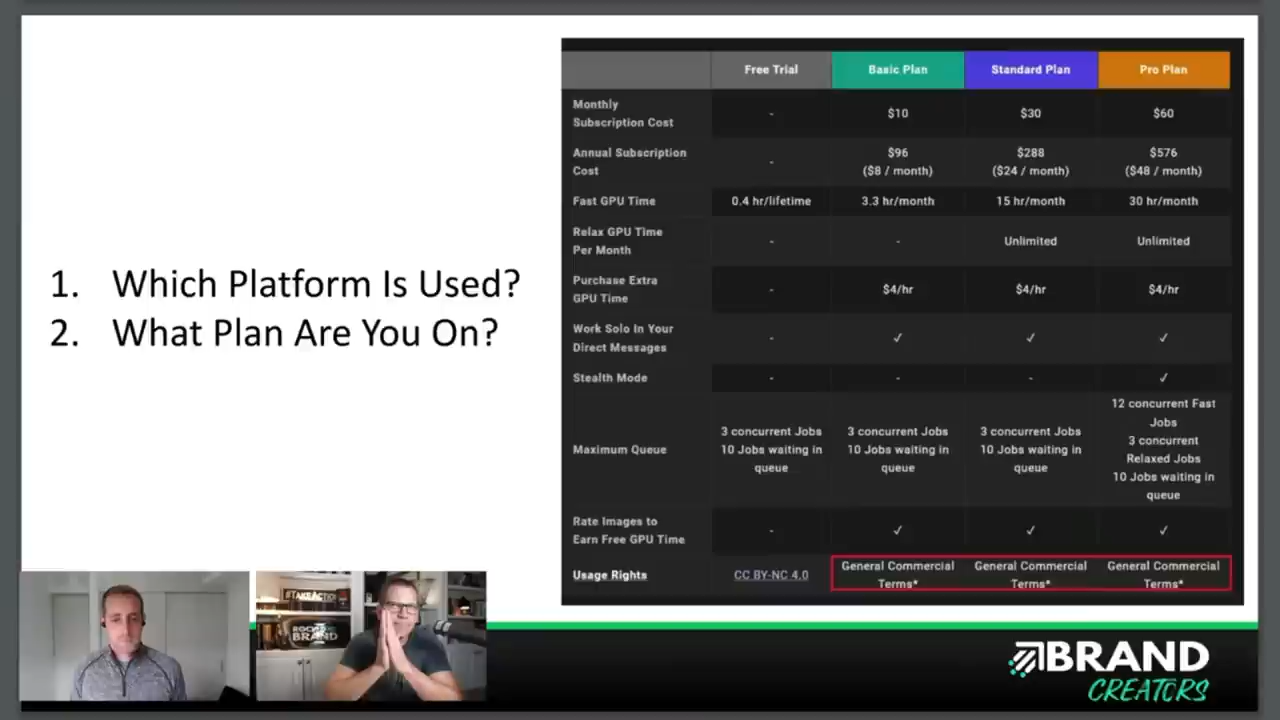 1. Which Platform Is Used?
2. What Plan Are You On?
Free Trial Basic Plan Standard Plan Pro Plan
Monthly
Subscription Cost - $10 $30 $60
Annual Subscription
Cost - $96 $288 $576
($8 / month) ($24 / month) ($48 / month)
Fast GPU Time 0.4 hr/lifetime 3.3 hr/month 15 hr/month 30 hr/month
Relax GPU Time
Per Month - - Unlimited Unlimited
Purchase Extra
GPU Time - $4/hr $4/hr $4/hr
Work Solo In Your
Direct Messages - ✓ ✓ ✓
Stealth Mode - - - ✓
Maximum Queue
3 concurrent Jobs
10 Jobs waiting in
queue
3 concurrent Jobs
10 Jobs waiting in
queue
3 concurrent Jobs
10 Jobs waiting in
queue
12 concurrent Fast
Jobs
3 concurrent
Relaxed Jobs
10 Jobs waiting in
queue
Rate Images to
Earn Free GPU Time - ✓ ✓ ✓
Usage Rights CC BY-NC 4.0
General Commercial
Terms*
General Commercial
Terms*
General Commercial
Terms*
#TAKEACTION
BRAND
BRAND
CREATORS